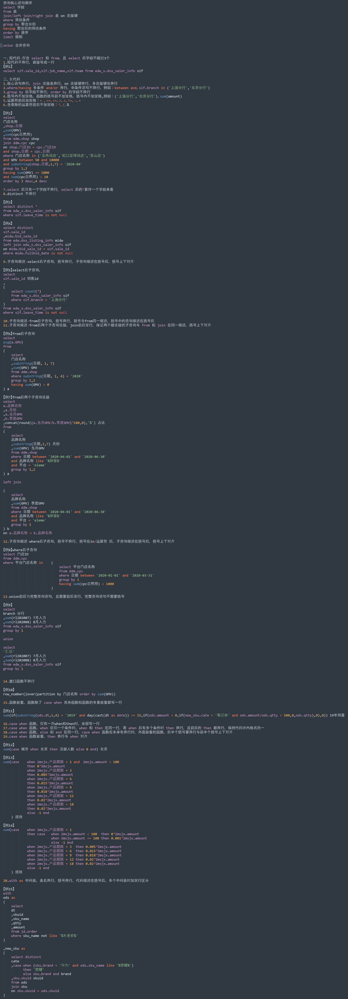 查询核心语句顺序
select 字段
from 表
join/left join/right join 表 on 连接键
where 筛选条件
group by 聚合分组
having 聚合后的筛选条件
order by 排序
limit 限制
union 合并查询
一、短代码-仅含 select 和 from, 且 select 后字段不超过3个
1.短代码不换行, 直接写成一行
【例1】
select sif.sale_id,sif.job_name,sif.team from edw_s.dsx_saler_info sif
二、长代码
1.核心语句换行, join 连接表换行, on 连接键换行, 多连接键也换行
2.where/having 多条件 and/or 换行, 单条件语句不换行, 例如：between and、sif.branch in ('上海分行','北京分行')
3.group by 后字段不换行, order by 后字段不换行
4.括号内不加空格, 函数的括号前不加空格, 括号内不加空格,例如：('上海分行','北京分行')、sum(amount)
5.运算符前后加空格：= 、>=、<=、>、<、!=、-、+
6.含乘除的运算符前后不加空格：*、/、%
【例2】
select
门店名称
,shop.日期
,sum(GMV)
,sum(cpc总费用)
from ddm.shop shop
join ddm.cpc cpc
on shop.门店ID = cpc.门店ID
and shop.日期 = cpc.日期
where 门店名称 in ('五角场店','虹口足球场店','宝山店')
and GMV between 50 and 10000
and substring(shop.日期,1,7) = '2020-04'
group by 1,2
having sum(GMV) >= 1000
and sum(cpc总费用) > 10
order by 3 desc,4 desc
7.select 后只有一个字段不换行, select 后的*算作一个字段来看
8.distinct 不换行
【例3】
select distinct *
from edw_s.dsx_saler_info sif
where sif.leave_time is not null
【例4】
select distinct
sif.sale_id
,midw.bid_sale_id
from edw.dsx_listing_info midw
left join edw_s.dsx_saler_info sif
on midw.bid_sale_id = sif.sale_id
where midw.fullbid_date is not null
9.子查询缩进-select后子查询, 括号换行, 子查询缩进在括号后, 括号上下对齐
【例5】select后子查询,
select
sif.sale_id 销售id
,
(
    select count(*)
    from edw_s.dsx_saler_info sif
    where sif.branch = '上海分行'
)
from edw_s.dsx_saler_info sif
where sif.leave_time is not null
10.子查询缩进-from后子查询, 括号换行, 括号与from同一缩进, 括号中的查询缩进在括号后
11.子查询缩进-from后两个子查询连接, join前后空行, 保证两个被连接的子查询与 from 和 join 在同一缩进, 括号上下对齐
【例6】from后子查询
select
avg(a.GMV)
from
(
    select
    门店名称
    ,substring(日期, 1, 7)
    ,sum(GMV) GMV
    from ddm.shop
    where substring(日期, 1, 4) = '2020'
    group by 1,2
    having sum(GMV) > 0
) a
【例7】from后两个子查询连接
select
a.品牌名称
,a.月份
,a.当月GMV
,b.季度GMV
,concat(round((a.当月GMV/b.季度GMV)*100,0),'%') 占比
from
(
    select
    品牌名称
    ,substring(日期,1,7) 月份
    ,sum(GMV) 当月GMV
    from ddm.shop
    where 日期 between '2020-04-01' and '2020-06-30'
    and 品牌名称 like '%拌客%'
    and 平台 = 'eleme'
    group by 1,2
) a
left join
(
    select
    品牌名称
    ,sum(GMV) 季度GMV
    from ddm.shop
    where 日期 between '2020-04-01' and '2020-06-30'
    and 品牌名称 like '%拌客%'
    and 平台 = 'eleme'
    group by 1
) b
on a.品牌名称 = b.品牌名称
12.子查询缩进-where后子查询, 括号不换行, 括号在in/运算符 后, 子查询缩进在括号后, 括号上下对齐
【例8】where后子查询
select 门店ID
from ddm.cpc
where 平台门店名称 in    (
    select 平台门店名称
    from ddm.cpc
    where 日期 between '2020-01-01' and '2020-03-31'
    group by 1
    having sum(cpc总费用) < 1000
)
13.union前后为完整查询语句, 且需要前后空行, 完整查询语句不需要括号
【例9】
select
branch 分行
,sum(rl202007) 7月人力
,sum(rl202008) 8月人力
from edw_s.dsx_saler_info sif
group by 1
union
select
'汇总'
,sum(rl202007) 7月人力
,sum(rl202008) 8月人力
from edw_s.dsx_saler_info sif
group by 1
14.窗口函数不换行
【例10】
row_number()over(partition by 门店名称 order by sum(GMV))
15.函数嵌套, 函数除了 case when 其余函数和函数的多重嵌套都写一行
【例11】
sum(if(substring(ods.dt,1,4) = '2019' and day(cast(dt as date)) <= 15,if(ods.amount > 0,if(new_sku.cate = '笔记本' and ods.amount/ods.qtty < 500,0,ods.qtty),0),0)) 19年销量
16.case when 函数, 仅有一对when和then时, 全部写一行
17.case when 函数, when 后仅一个条件时, when 和 then 在同一行, 若 when 后有多个条件时 then 换行, 且前后的 then 都换行, 保持代码块内格式统一
18.case when 函数, else 和 end 在同一行, case when 函数在本身有换行时, 外面嵌套的函数, 后半个括号要换行与前半个括号上下对齐
19.case when 函数嵌套, then 换行与 when 对齐
【例12】
sum(case 城市 when 北京 then 注册人数 else 0 end) 北京
【例13】
sum(case    when 2msjx.产品期限 = 1 and  2msjx.amount > 100
            then 0*2msjx.amount
            when 2msjx.产品期限 = 3
            then 0.005*2msjx.amount
            when 2msjx.产品期限 = 6
            then 0.015*2msjx.amount
            when 2msjx.产品期限 = 9
            then 0.018*2msjx.amount
            when 2msjx.产品期限 = 12
            then 0.02*2msjx.amount
            when 2msjx.产品期限 = 18
            then 0.02*2msjx.amount
            else -1 end
    ) 绩效
【例14】
sum(case    when 2msjx.产品期限 = 1
            then case   when 2msjx.amount < 100  then 0*2msjx.amount
                        when 2msjx.amount >= 100 then 0.001*2msjx.amount
                        else -1 end
            when 2msjx.产品期限 = 3  then 0.005*2msjx.amount
            when 2msjx.产品期限 = 6  then 0.015*2msjx.amount
            when 2msjx.产品期限 = 9  then 0.018*2msjx.amount
            when 2msjx.产品期限 = 12 then 0.02*2msjx.amount
            when 2msjx.产品期限 = 18 then 0.02*2msjx.amount
            else -1 end
    ) 绩效
20.with as 中间表, 表名换行, 括号换行, 代码缩进在括号后, 多个中间表时加空行区分
【例15】
with
ods as
(
    select
    dt
    ,skuid
    ,sku_name
    ,qtty
    ,amount
    from jd.order
    where sku_name not like '%补差价%'
)
,new_sku as
(
    select distinct
    cate
    ,case when (sku.brand = '华为' and ods.sku_name like '%荣耀%')
          then '荣耀'
          else sku.brand end brand
    ,sku.skuid skuid
    from ods
    join sku
    on sku.skuid = ods.skuid
)